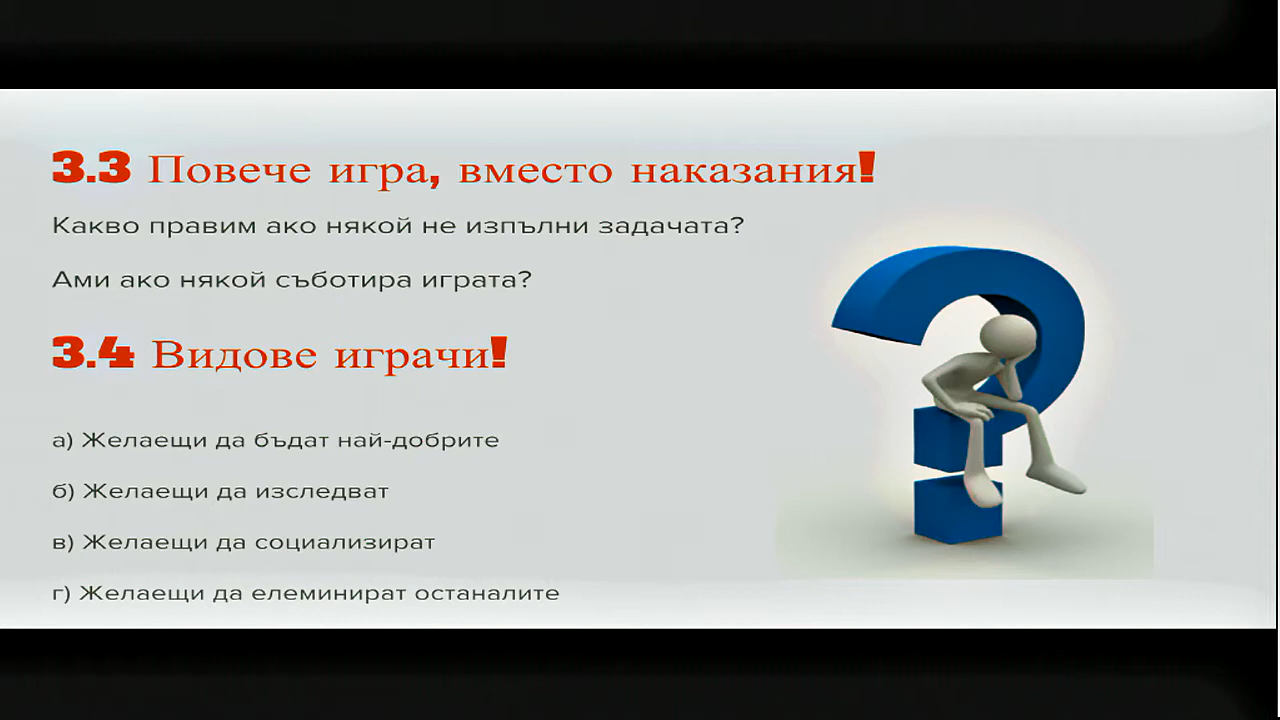 3.3 Повече игра, вместо наказания!
Какво правим ако някой не изпълни задачата?
Ами ако някой съботира играта?
3.4 Видове играчи!
а) Желаещи да бъдат най-добрите
б) Желаещи да изследват
в) Желаещи да социализират
г) Желаещи да елеминират останалите